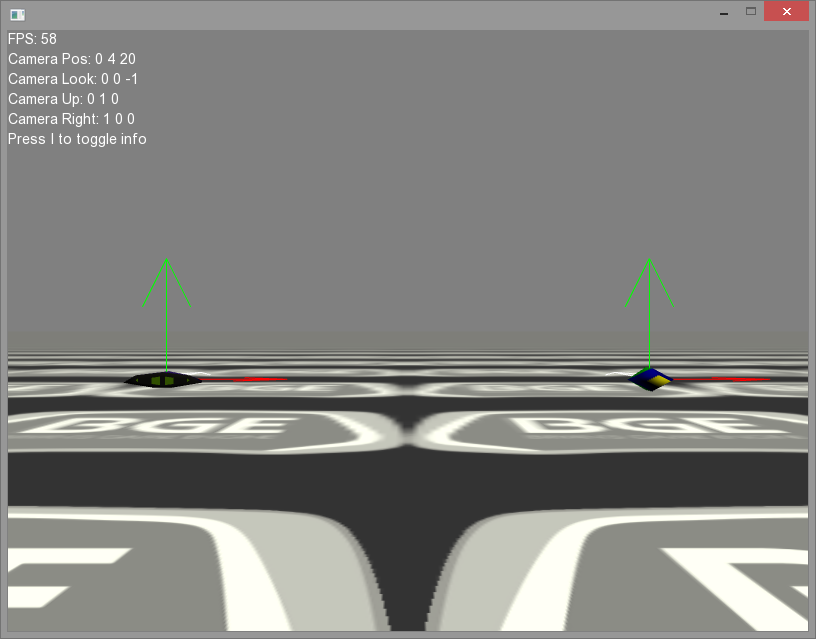 FPS: 58
Camera Pos: 0 4 20
Camera Look: 0 0 -1
Camera Up: 0 1 0
Camera Right: 1 0 0
Press I to toggle info
BGE BGE